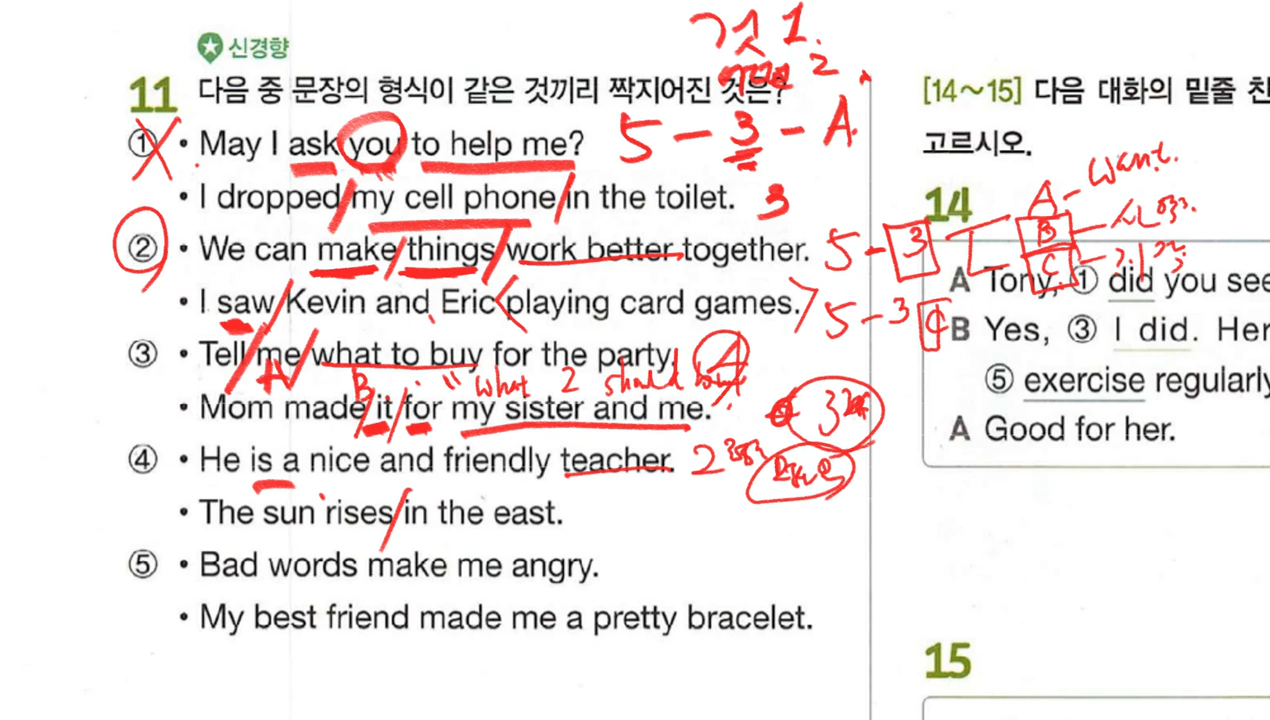 신경향
11 다음 중 문장의 형식이 같은 것끼리 짝지어진 것은?
① • May I ask you to help me?
• I dropped my cell phone in the toilet.
② • We can make things work better together.
• I saw Kevin and Eric playing card games.
③ • Tell me what to buy for the party.
• Mom made it for my sister and me.
④ • He is a nice and friendly teacher.
• The sun rises in the east.
⑤ • Bad words make me angry.
• My best friend made me a pretty bracelet.
것 1.
2
5 - 3 - A.
3
5 - 3
A - want.
B
C
5 - 3 C
A
" what I should buy
[14~15] 다음 대화의 밑줄 친
고르시오.
14
A Tony, ① did you see
B Yes, ③ I did. Her
⑤ exercise regularly
A Good for her.
15